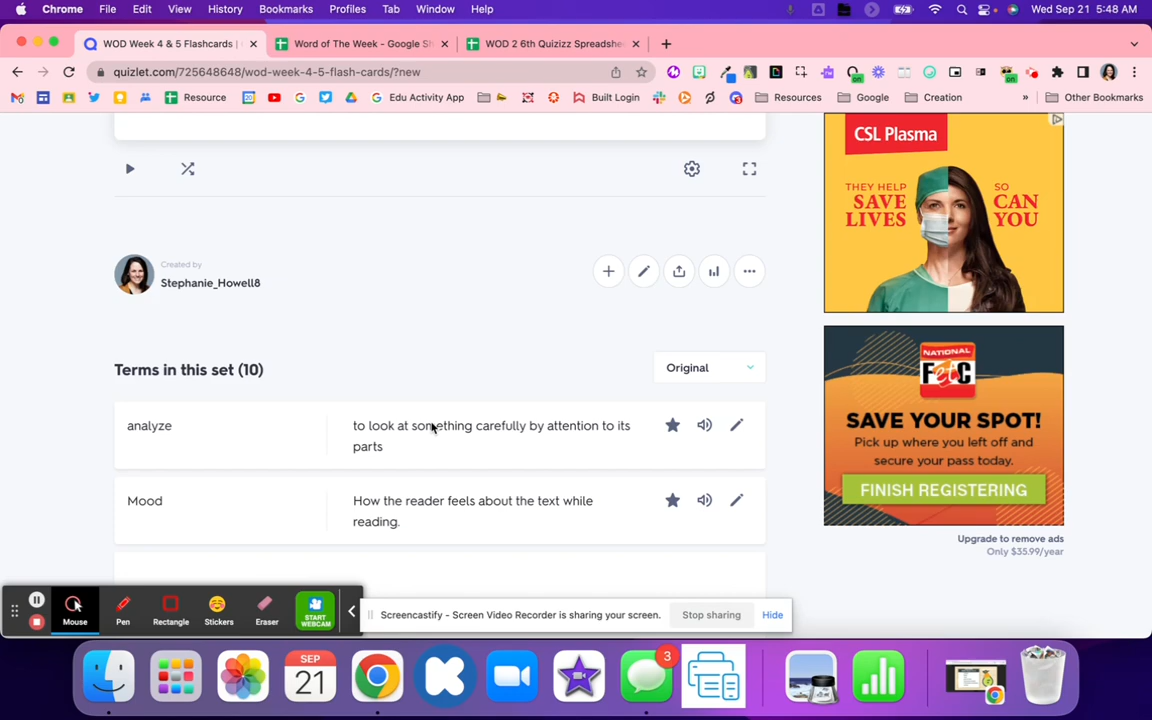 Chrome File Edit View History Bookmarks Profiles Tab Window Help Wed Sep 21 5:48 AM
WOD Week 4 & 5 Flashcards | Word of The Week - Google Sh WOD 2 6th Quizizz Spreadshe
quizlet.com/725648648/wod-week-4-5-flash-cards/?new
Resource Edu Activity App Built Login Resources Google Creation » Other Bookmarks
CSL Plasma
THEY HELP SAVE LIVES
SO CAN YOU
Created by
Stephanie_Howell8
Terms in this set (10)
Original
analyze
to look at something carefully by attention to its
parts
Mood
How the reader feels about the text while
reading.
NATIONAL
FetC
SAVE YOUR SPOT!
Pick up where you left off and
secure your pass today.
FINISH REGISTERING
Upgrade to remove ads
Only $35.99/year
Mouse Pen Rectangle Stickers Eraser START WEBCAM
Screencastify - Screen Video Recorder is sharing your screen. Stop sharing Hide
SEP
21
3